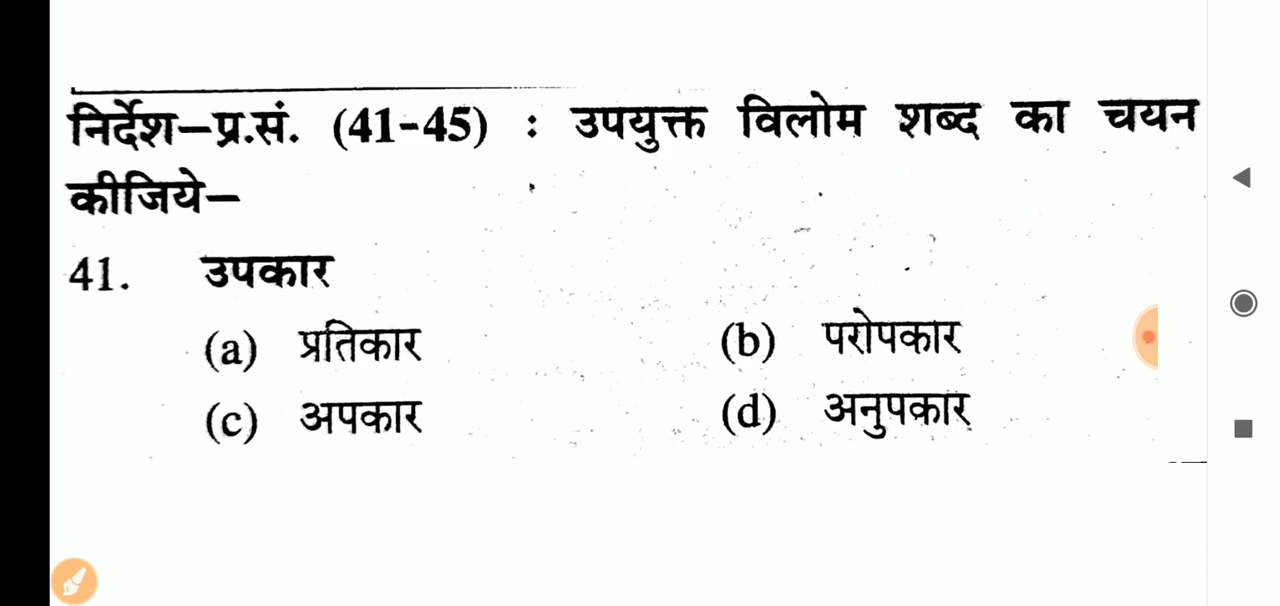 निर्देश–प्र.सं. (41-45) : उपयुक्त विलोम शब्द का चयन
कीजिये–
41. उपकार
(a) प्रतिकार (b) परोपकार
(c) अपकार (d) अनुपकार